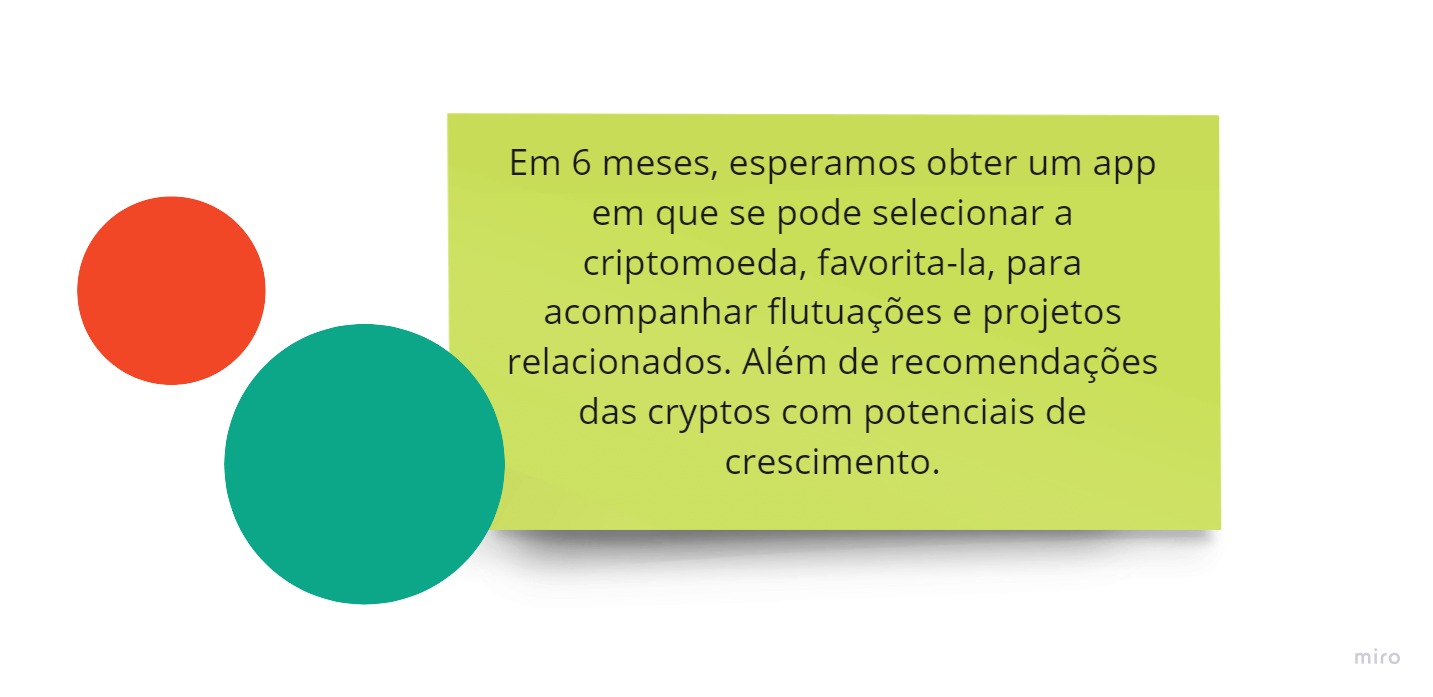 Em 6 meses, esperamos obter um app
em que se pode selecionar a
criptomoeda, favorita-la, para
acompanhar flutuações e projetos
relacionados. Além de recomendações
das cryptos com potenciais de
crescimento.
miro